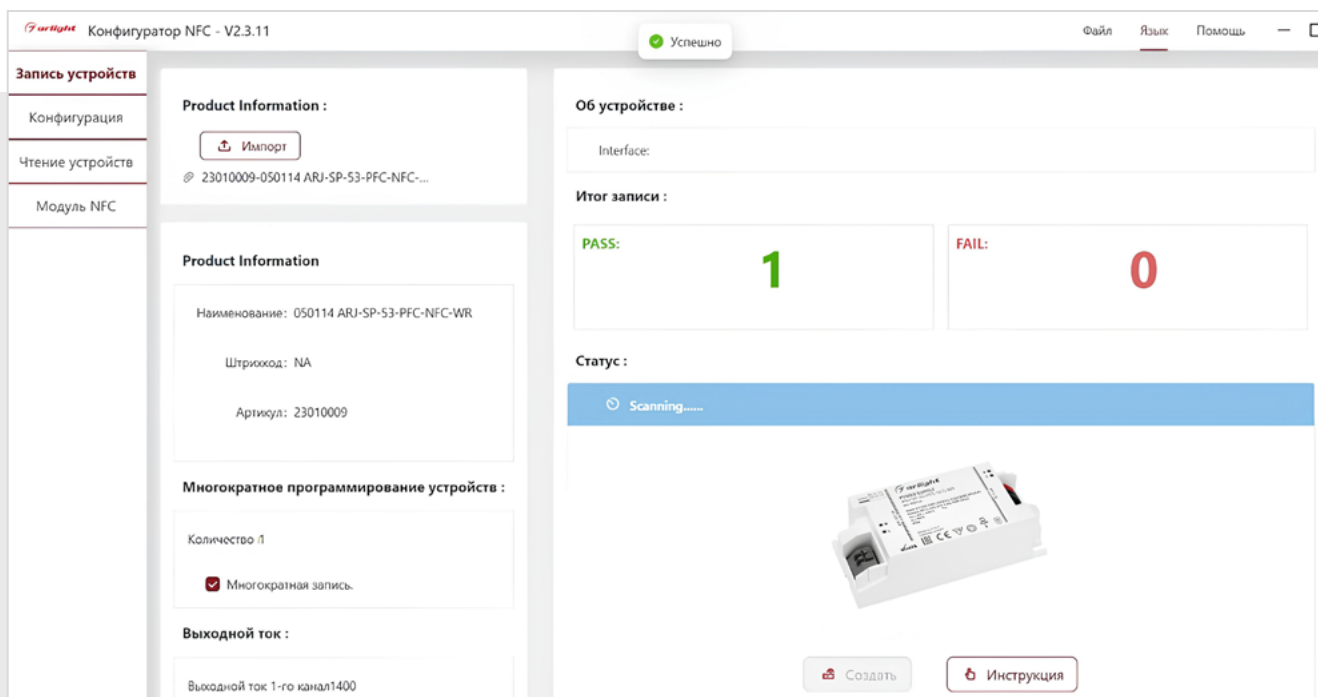 arlight Конфигуратор NFC - V2.3.11
Успешно
Файл Язык Помощь
Запись устройств
Конфигурация
Чтение устройств
Модуль NFC
Product Information :
Импорт
23010009-050114 ARJ-SP-53-PFC-NFC-...
Product Information
Наименование: 050114 ARJ-SP-53-PFC-NFC-WR
Штрихкод: NA
Артикул: 23010009
Многократное программирование устройств :
Количество 1
Многократная запись.
Выходной ток :
Выходной ток 1-го канал1400
Об устройстве :
Interface:
Итог записи :
PASS:
1
FAIL:
0
Статус :
Scanning......
arlight
POWER SUPPLY
Создать
Инструкция